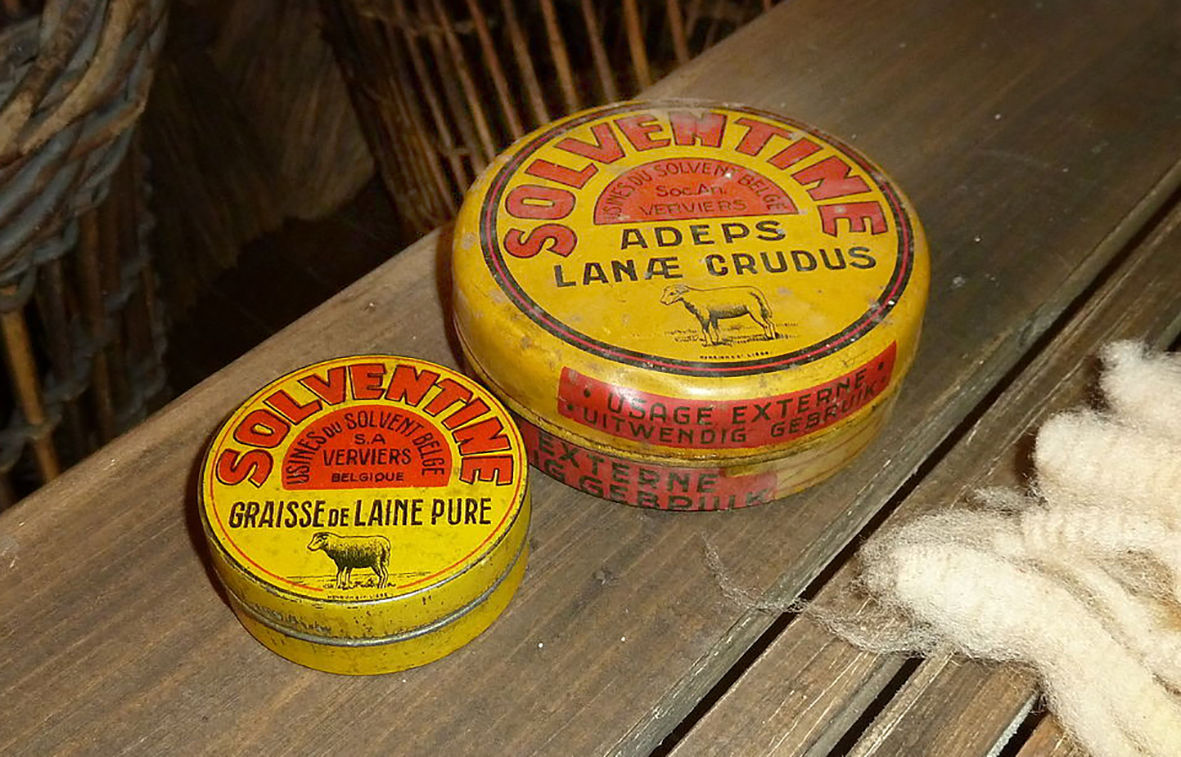 SOLVENTINE
USINES DU SOLVENT BELGE
Soc. An.
VERVIERS
ADEPS
LANÆ CRUDUS
• USAGE EXTERNE •
• UITWENDIG GEBRUIK •
EXTERNE
G GEBRUIK
SOLVENTINE
USINES DU SOLVENT BELGE
S.A
VERVIERS
BELGIQUE
GRAISSE DE LAINE PURE